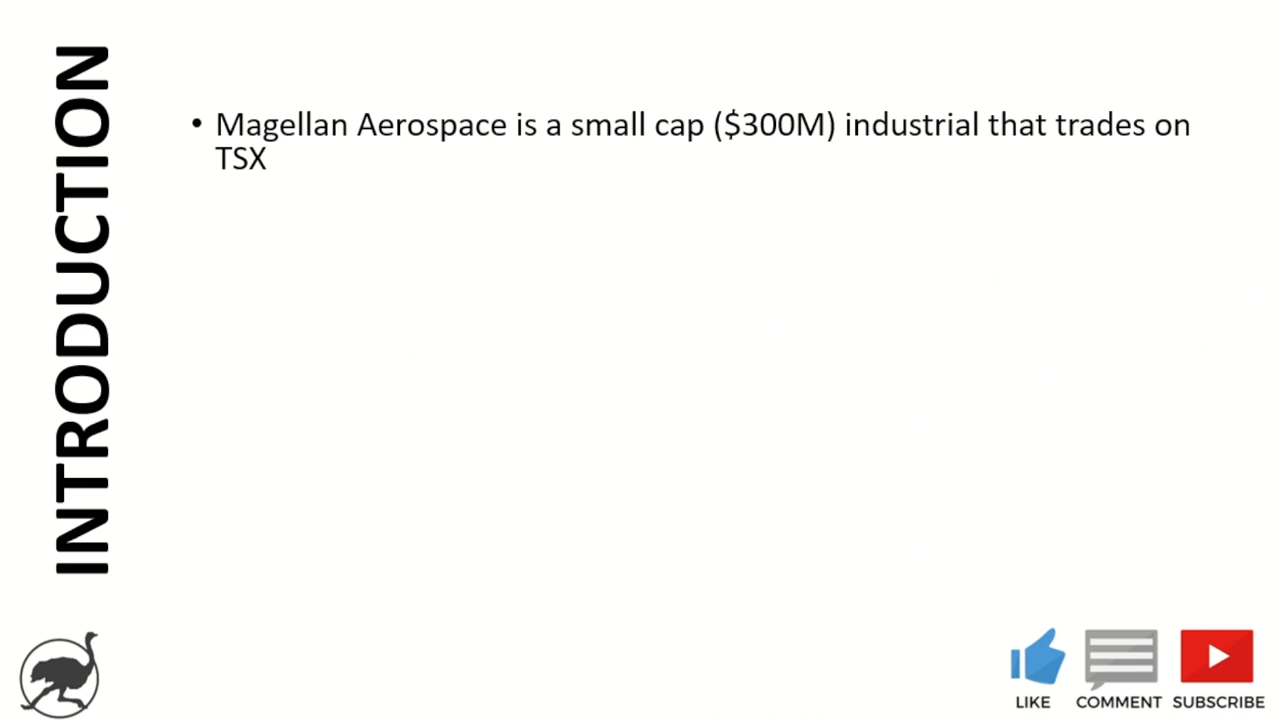 INTRODUCTION
• Magellan Aerospace is a small cap ($300M) industrial that trades on
TSX
LIKE
COMMENT
SUBSCRIBE